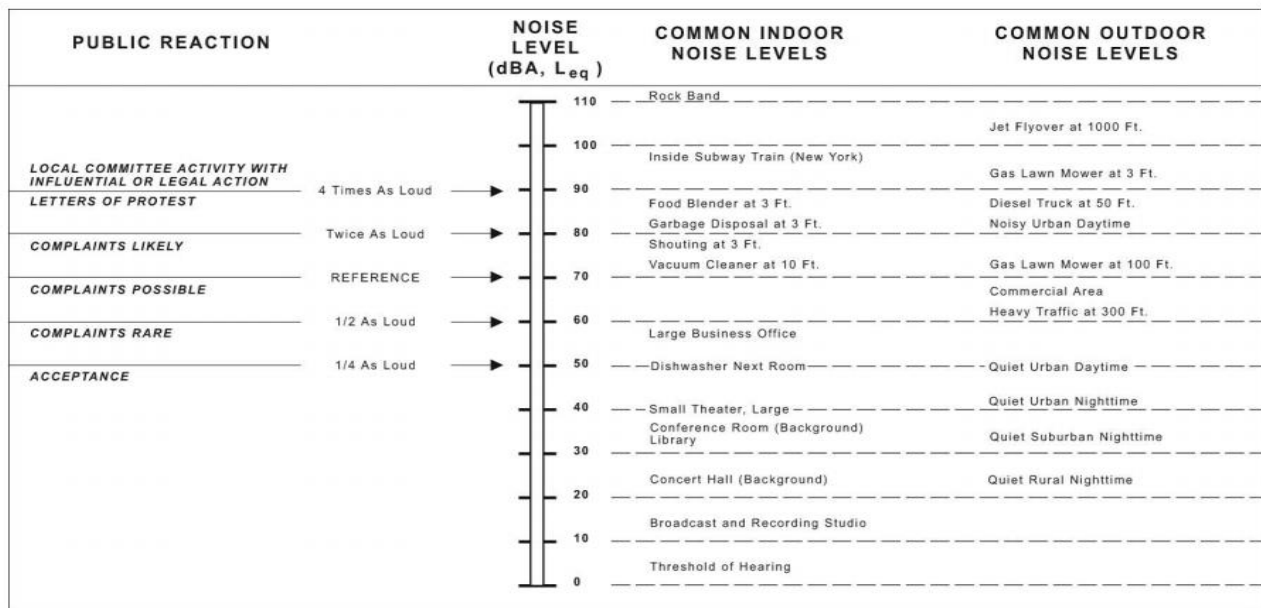 PUBLIC REACTION
NOISE
LEVEL
(dBA, Leq)
COMMON INDOOR
NOISE LEVELS
COMMON OUTDOOR
NOISE LEVELS
110
Rock Band
Jet Flyover at 1000 Ft.
100
Inside Subway Train (New York)
LOCAL COMMITTEE ACTIVITY WITH
INFLUENTIAL OR LEGAL ACTION
Gas Lawn Mower at 3 Ft.
4 Times As Loud
90
LETTERS OF PROTEST
Food Blender at 3 Ft.
Diesel Truck at 50 Ft.
Garbage Disposal at 3 Ft.
Noisy Urban Daytime
Twice As Loud
80
COMPLAINTS LIKELY
Shouting at 3 Ft.
Vacuum Cleaner at 10 Ft.
Gas Lawn Mower at 100 Ft.
REFERENCE
70
COMPLAINTS POSSIBLE
Commercial Area
Heavy Traffic at 300 Ft.
1/2 As Loud
60
COMPLAINTS RARE
Large Business Office
1/4 As Loud
50
Dishwasher Next Room
Quiet Urban Daytime
ACCEPTANCE
Quiet Urban Nighttime
40
Small Theater, Large
Conference Room (Background)
Library
Quiet Suburban Nighttime
30
Concert Hall (Background)
Quiet Rural Nighttime
20
Broadcast and Recording Studio
10
Threshold of Hearing
0